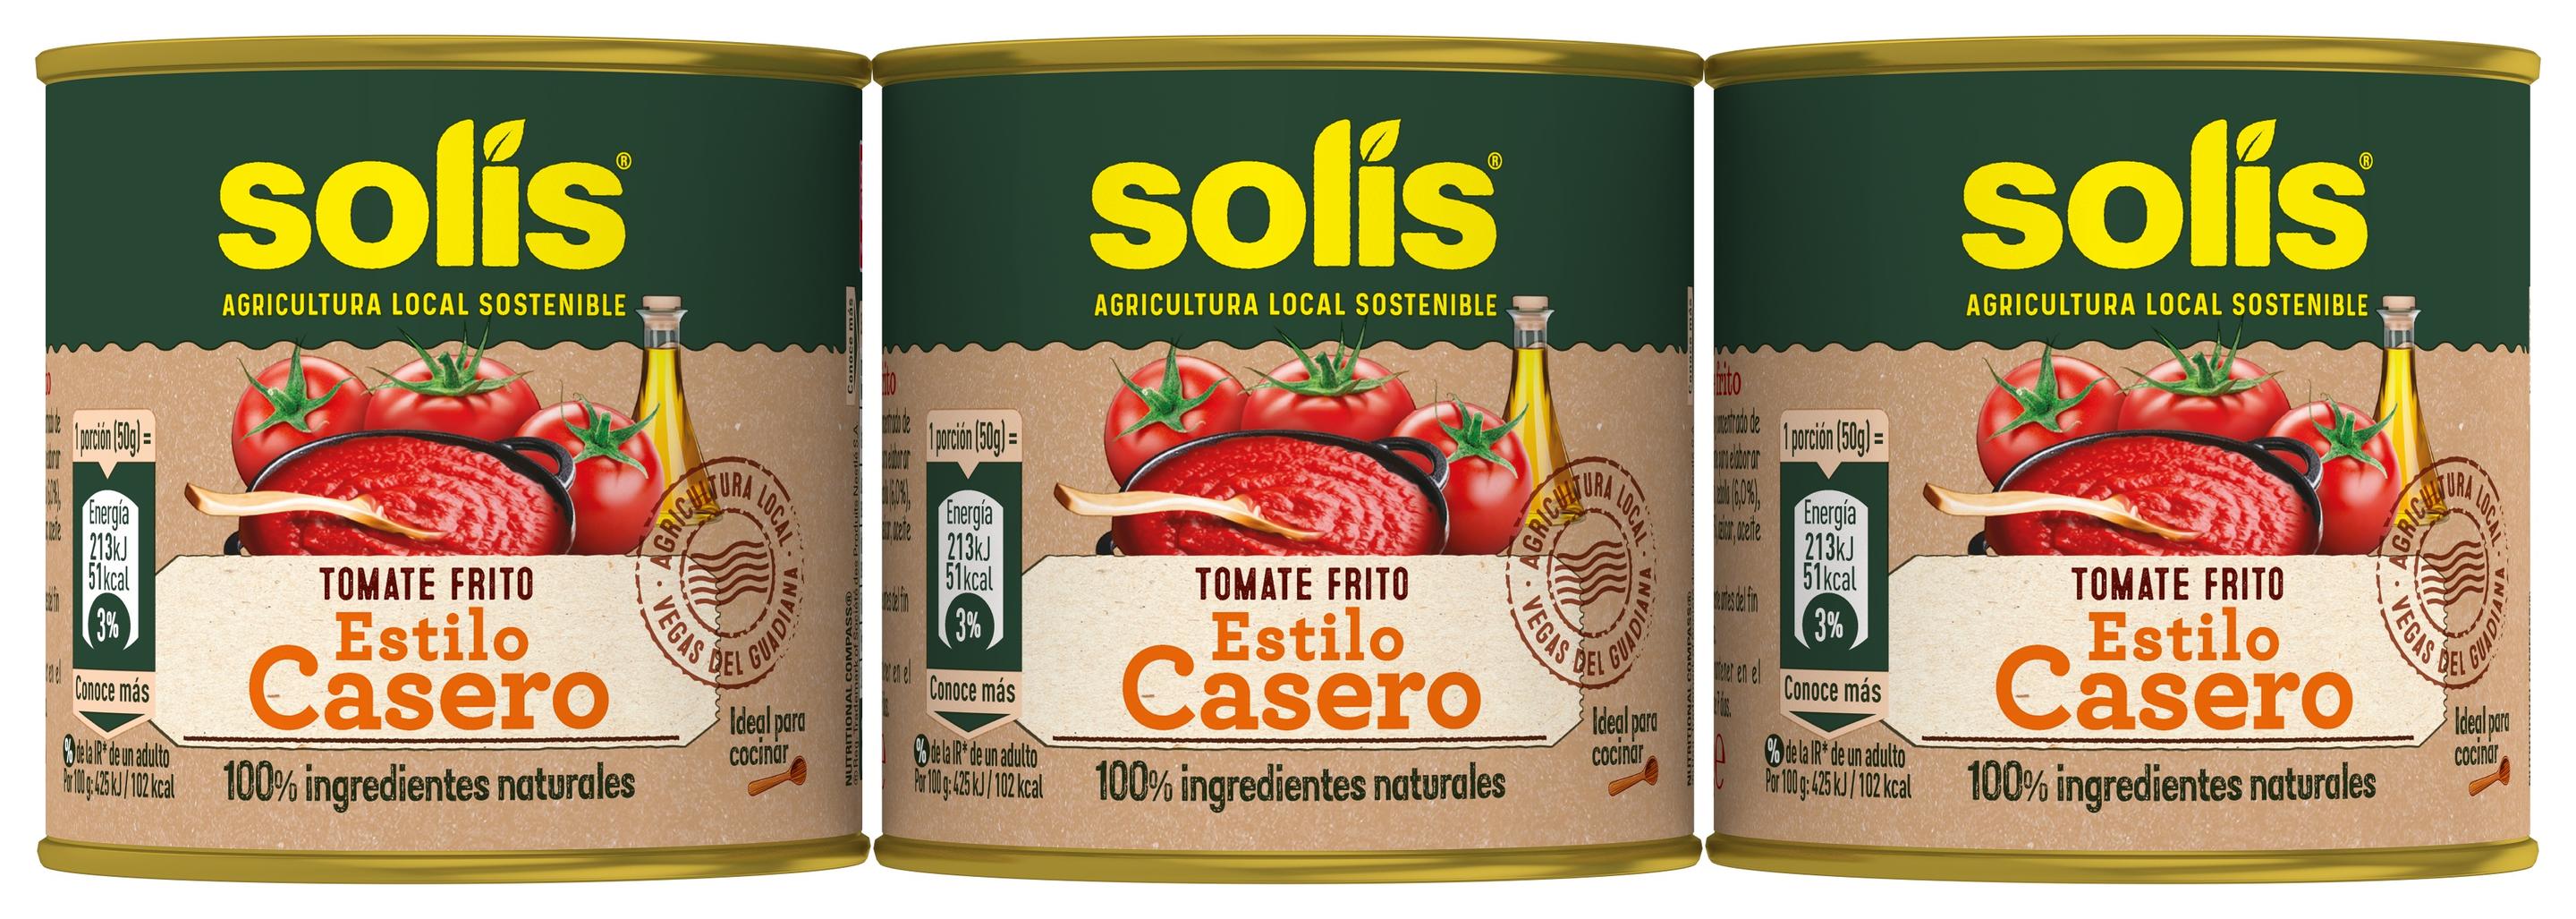 solís®
AGRICULTURA LOCAL SOSTENIBLE
1 porción (50g) =
Energía
213kJ
51kcal
3%
Conoce más
% de la IR* de un adulto
Por 100 g: 425 kJ / 102 kcal
TOMATE FRITO
Estilo
Casero
100% ingredientes naturales
AGRICULTURA LOCAL ·
VEGAS DEL GUADIANA ·
Ideal para
cocinar
Conoce más
NUTRITIONAL COMPASS®
solís®
AGRICULTURA LOCAL SOSTENIBLE
1 porción (50g) =
Energía
213kJ
51kcal
3%
Conoce más
% de la IR* de un adulto
Por 100 g: 425 kJ / 102 kcal
TOMATE FRITO
Estilo
Casero
100% ingredientes naturales
AGRICULTURA LOCAL ·
VEGAS DEL GUADIANA ·
Ideal para
cocinar
solís®
AGRICULTURA LOCAL SOSTENIBLE
frito
1 porción (50g) =
Energía
213kJ
51kcal
3%
Conoce más
% de la IR* de un adulto
Por 100 g: 425 kJ / 102 kcal
TOMATE FRITO
Estilo
Casero
100% ingredientes naturales
AGRICULTURA LOCAL ·
VEGAS DEL GUADIANA ·
Ideal para
cocinar